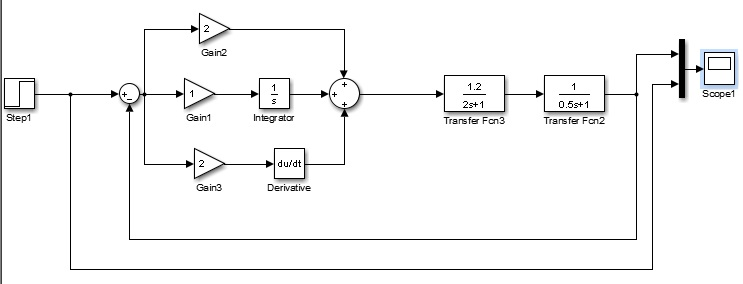 2
Gain2
Step1
+
−
1
Gain1
1
s
Integrator
+
+
+
1.2
2s+1
Transfer Fcn3
1
0.5s+1
Transfer Fcn2
Scope1
2
Gain3
du/dt
Derivative